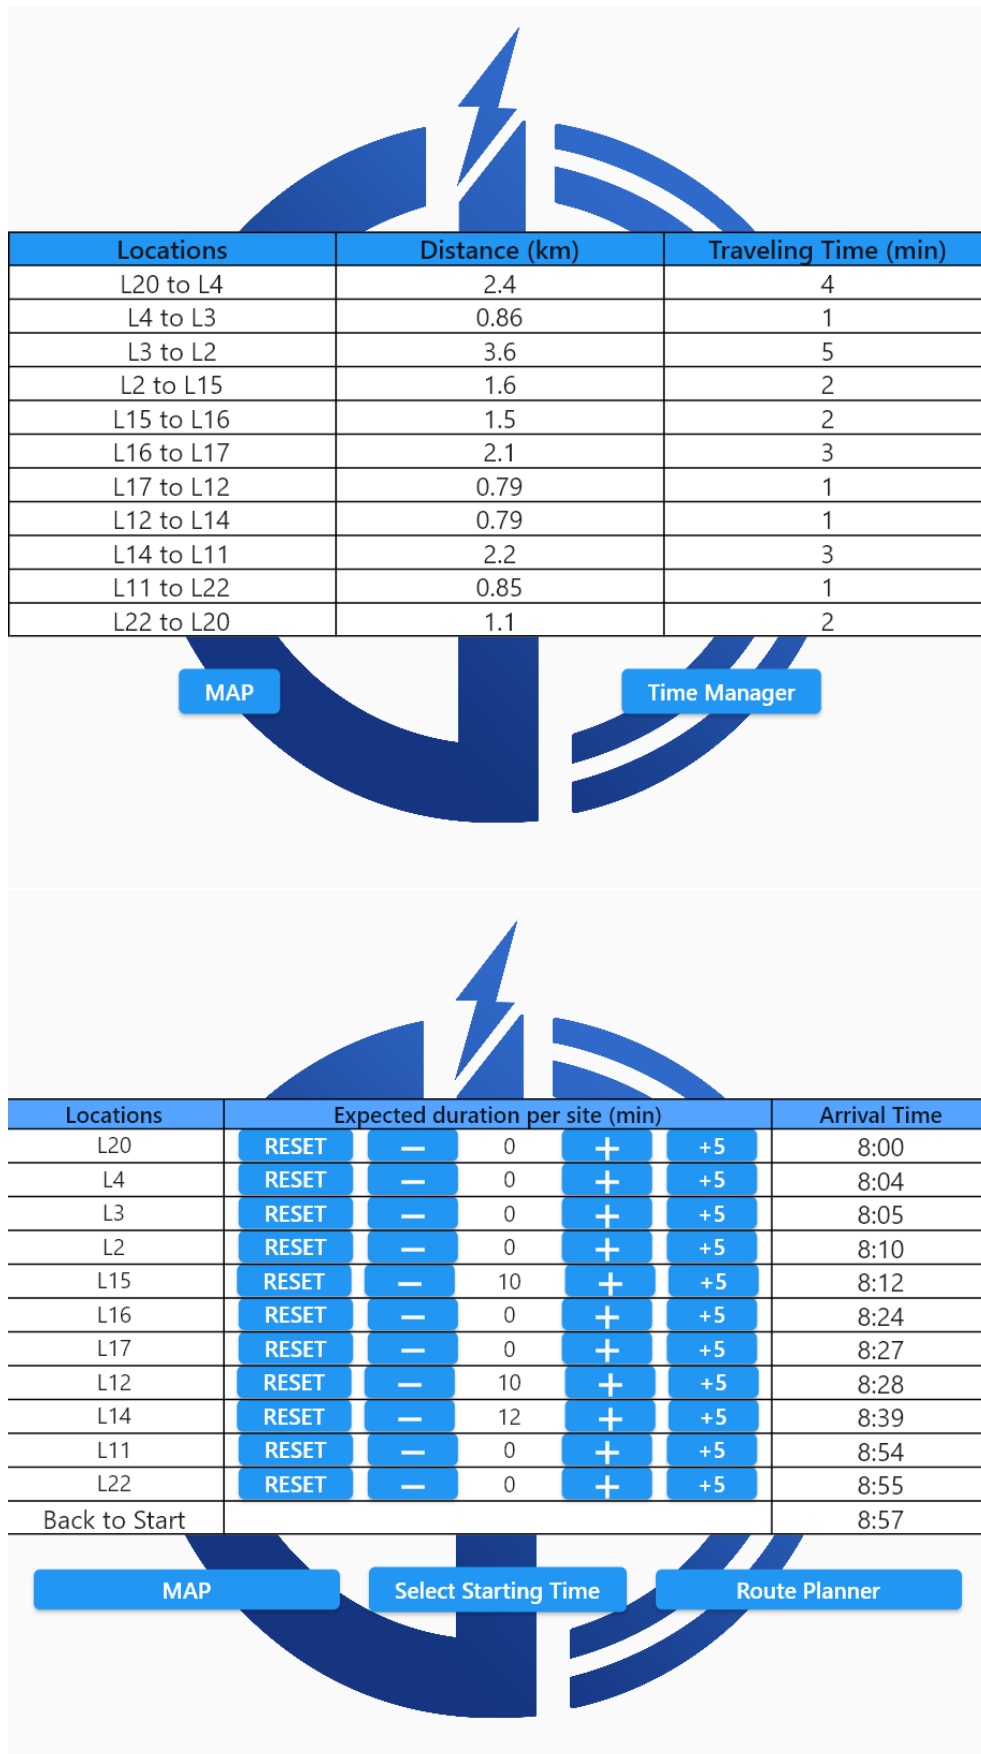 Locations Distance (km) Traveling Time (min)
L20 to L4 2.4 4
L4 to L3 0.86 1
L3 to L2 3.6 5
L2 to L15 1.6 2
L15 to L16 1.5 2
L16 to L17 2.1 3
L17 to L12 0.79 1
L12 to L14 0.79 1
L14 to L11 2.2 3
L11 to L22 0.85 1
L22 to L20 1.1 2
MAP Time Manager
Locations Expected duration per site (min) Arrival Time
L20 RESET — 0 + +5 8:00
L4 RESET — 0 + +5 8:04
L3 RESET — 0 + +5 8:05
L2 RESET — 0 + +5 8:10
L15 RESET — 10 + +5 8:12
L16 RESET — 0 + +5 8:24
L17 RESET — 0 + +5 8:27
L12 RESET — 10 + +5 8:28
L14 RESET — 12 + +5 8:39
L11 RESET — 0 + +5 8:54
L22 RESET — 0 + +5 8:55
Back to Start 8:57
MAP Select Starting Time Route Planner